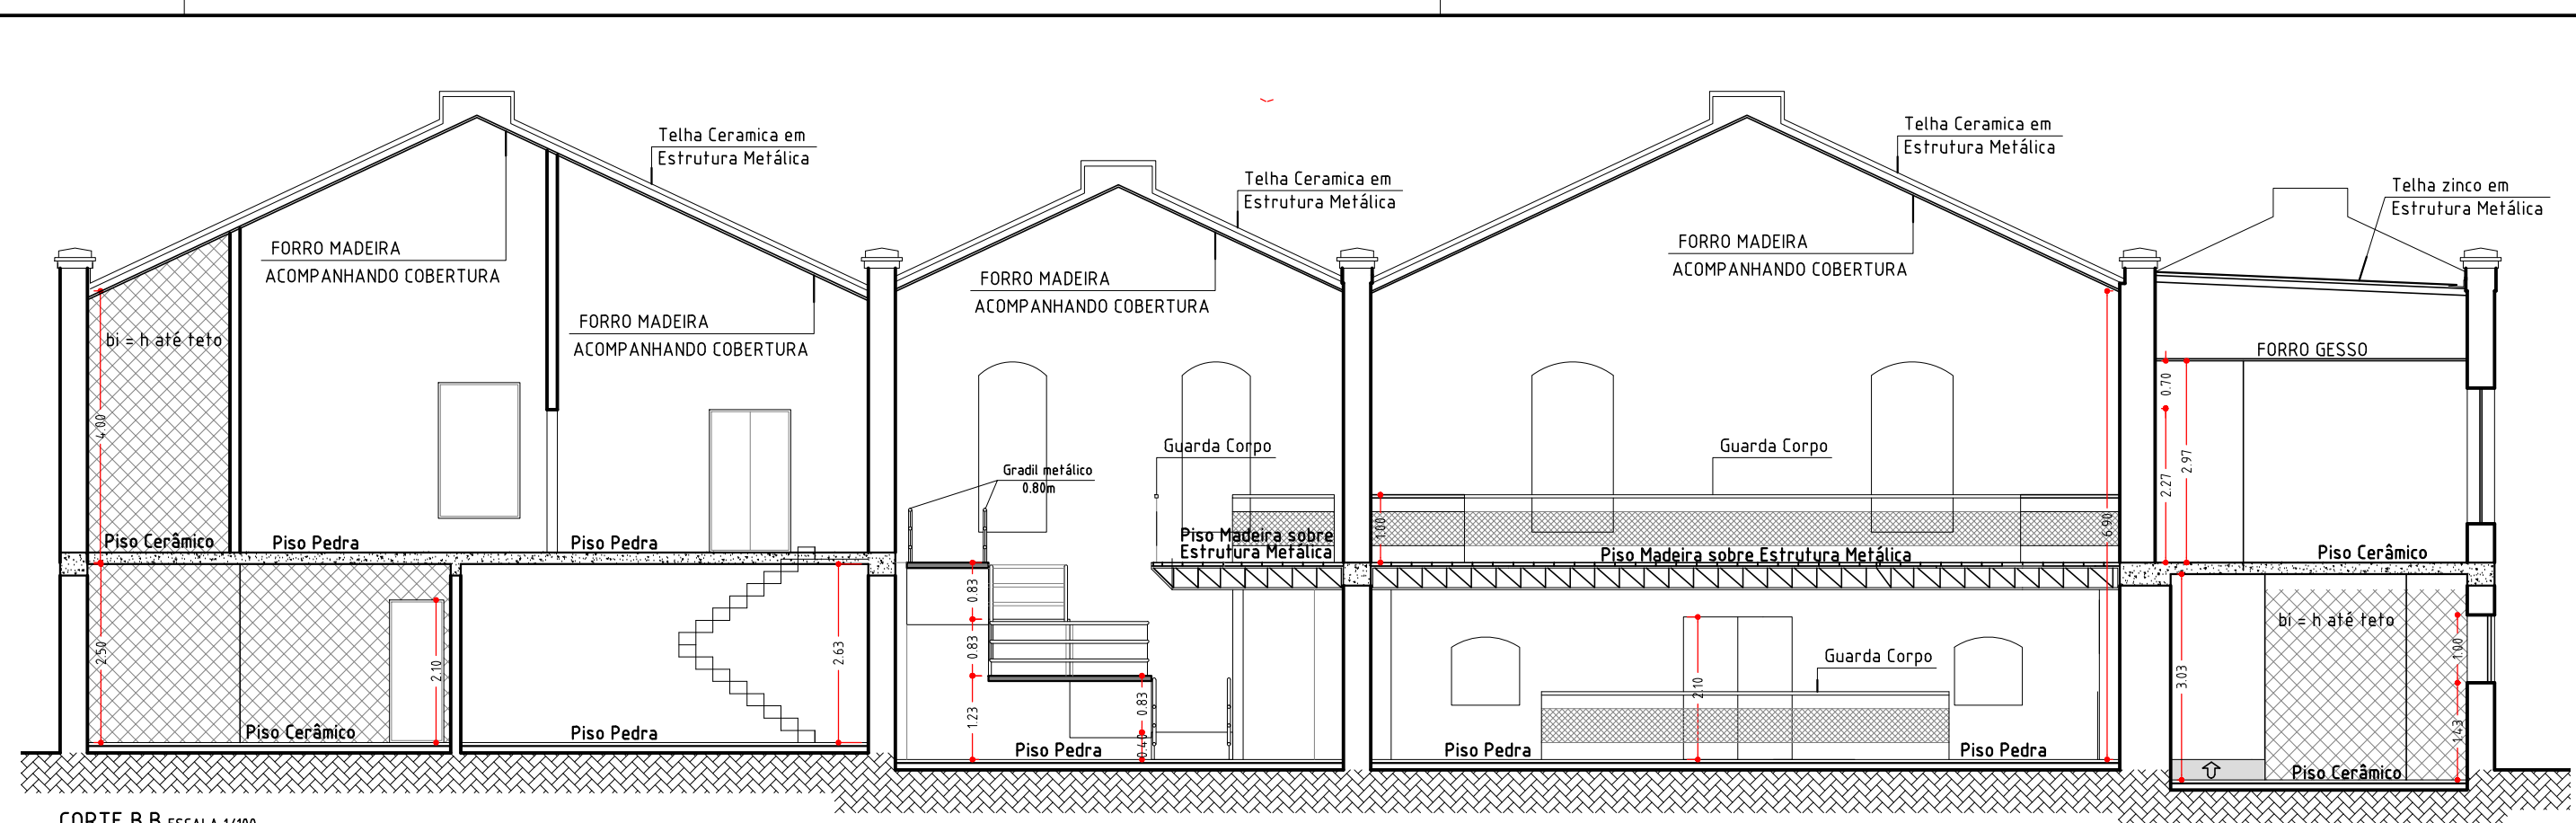 Telha Ceramica em
Estrutura Metálica
FORRO MADEIRA
ACOMPANHANDO COBERTURA
FORRO MADEIRA
ACOMPANHANDO COBERTURA
bi = h até teto
4.00
Piso Cerâmico
Piso Pedra
Piso Pedra
2.50
2.10
2.63
Piso Cerâmico
Piso Pedra
Telha Ceramica em
Estrutura Metálica
FORRO MADEIRA
ACOMPANHANDO COBERTURA
Guarda Corpo
Gradil metálico
0.80m
Piso Madeira sobre
Estrutura Metálica
0.83
0.83
1.23
0.83
0.40
Piso Pedra
Telha Ceramica em
Estrutura Metálica
FORRO MADEIRA
ACOMPANHANDO COBERTURA
Guarda Corpo
1.00
6.90
Piso Madeira sobre Estrutura Metálica
2.10
Guarda Corpo
Piso Pedra
Piso Pedra
Telha zinco em
Estrutura Metálica
FORRO GESSO
0.70
2.27
2.97
Piso Cerâmico
bi = h até teto
3.03
1.00
1.43
Piso Cerâmico
CORTE B.B ESCALA 1/100